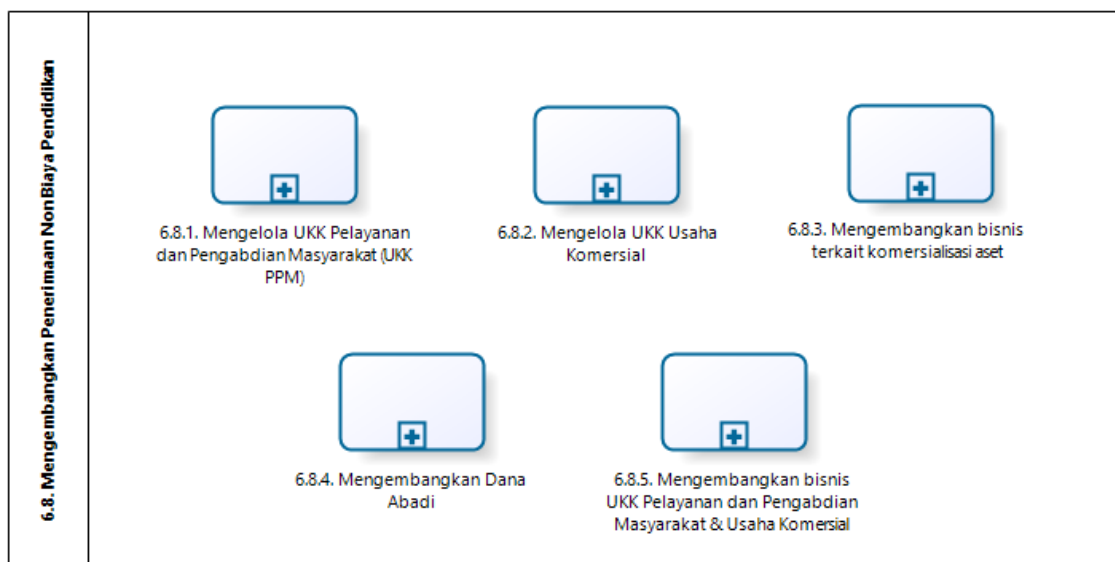 6.8. Mengembangkan Penerimaan Non Biaya Pendidikan
6.8.1. Mengelola UKK Pelayanan
dan Pengabdian Masyarakat (UKK
PPM)
6.8.2. Mengelola UKK Usaha
Komersial
6.8.3. Mengembangkan bisnis
terkait komersialisasi aset
6.8.4. Mengembangkan Dana
Abadi
6.8.5. Mengembangkan bisnis
UKK Pelayanan dan Pengabdian
Masyarakat & Usaha Komersial